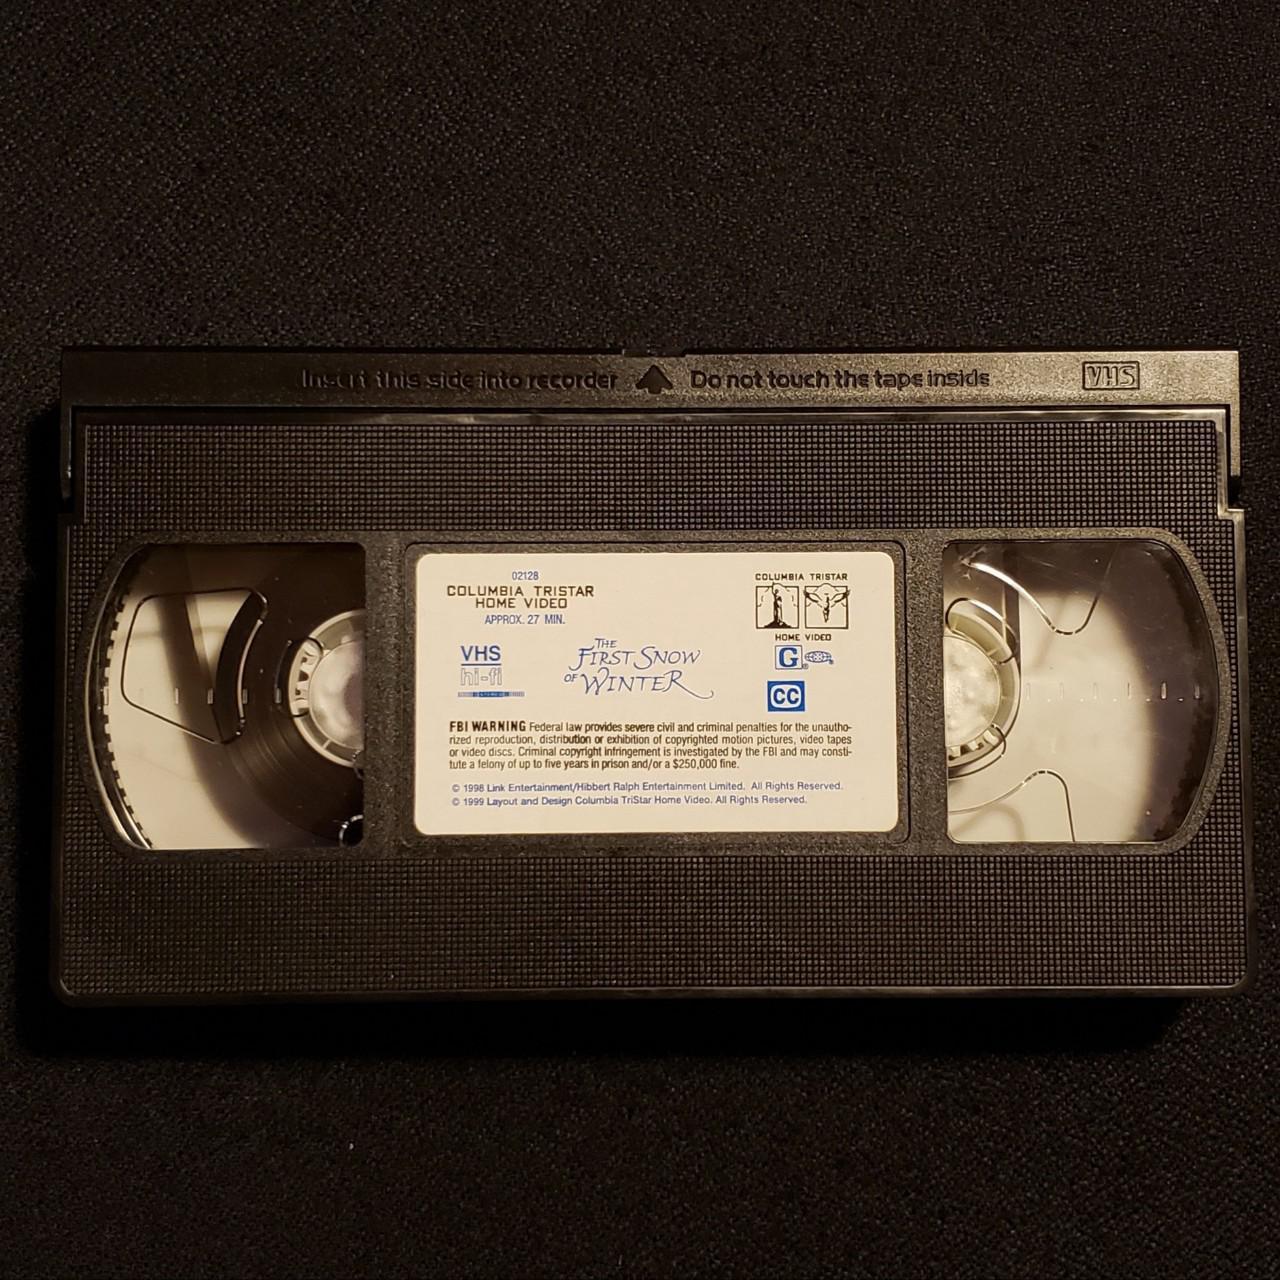 Insert this side into recorder Do not touch the tape inside VHS
02128
COLUMBIA TRISTAR
HOME VIDEO
APPROX. 27 MIN.
VHS
hi-fi
STEREO
THE
FIRST SNOW
OF WINTER
COLUMBIA TRISTAR
HOME VIDEO
G ®
CC
FBI WARNING Federal law provides severe civil and criminal penalties for the unautho-
rized reproduction, distribution or exhibition of copyrighted motion pictures, video tapes
or video discs. Criminal copyright infringement is investigated by the FBI and may consti-
tute a felony of up to five years in prison and/or a $250,000 fine.
© 1998 Link Entertainment/Hibbert Ralph Entertainment Limited. All Rights Reserved.
© 1999 Layout and Design Columbia TriStar Home Video. All Rights Reserved.